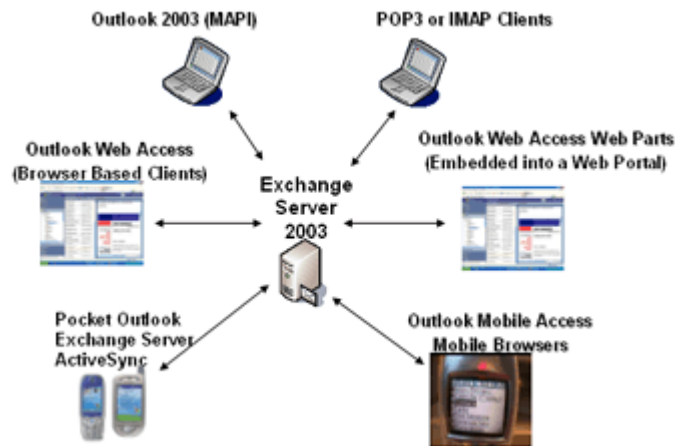 Outlook 2003 (MAPI)
POP3 or IMAP Clients
Outlook Web Access
(Browser Based Clients)
Outlook Web Access Web Parts
(Embedded into a Web Portal)
Exchange
Server
2003
Pocket Outlook
Exchange Server
ActiveSync
Outlook Mobile Access
Mobile Browsers